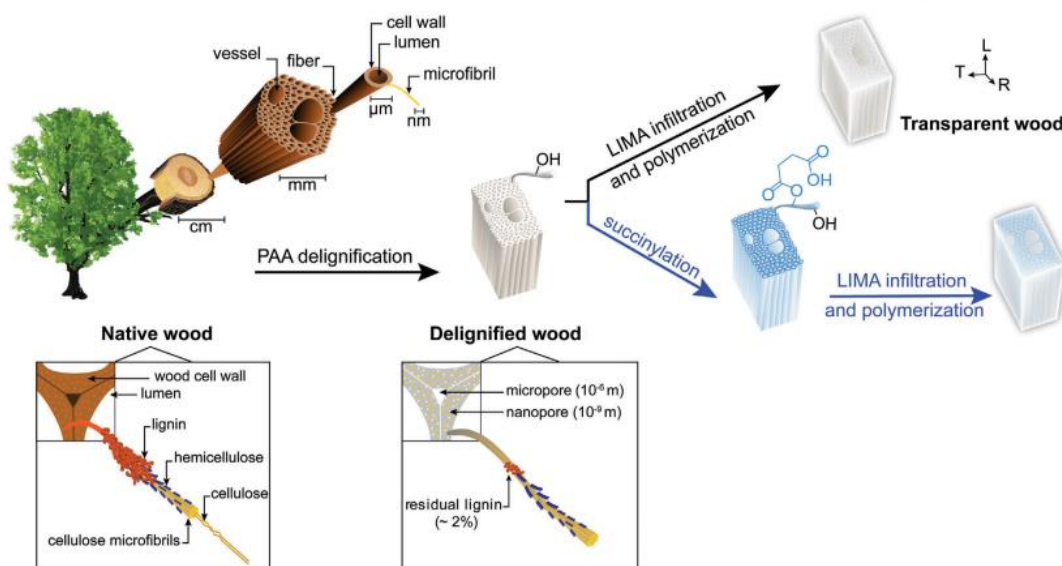 cell wall
lumen
vessel
fiber
microfibril
μm
nm
mm
cm
PAA delignification
OH
LIMA infiltration
and polymerization
L
T
R
Transparent wood
succinylation
O
OH
O
O
OH
LIMA infiltration
and polymerization
Native wood
wood cell wall
lumen
lignin
hemicellulose
cellulose
cellulose microfibrils
Delignified wood
micropore (10⁻⁶ m)
nanopore (10⁻⁹ m)
residual lignin
(~ 2%)